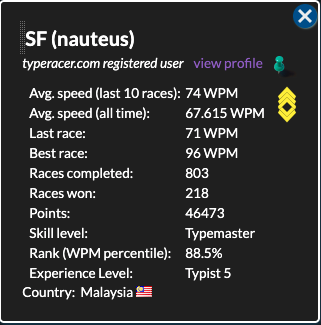 SF (nauteus)
typeracer.com registered user view profile
Avg. speed (last 10 races): 74 WPM
Avg. speed (all time): 67.615 WPM
Last race: 71 WPM
Best race: 96 WPM
Races completed: 803
Races won: 218
Points: 46473
Skill level: Typemaster
Rank (WPM percentile): 88.5%
Experience Level: Typist 5
Country: Malaysia